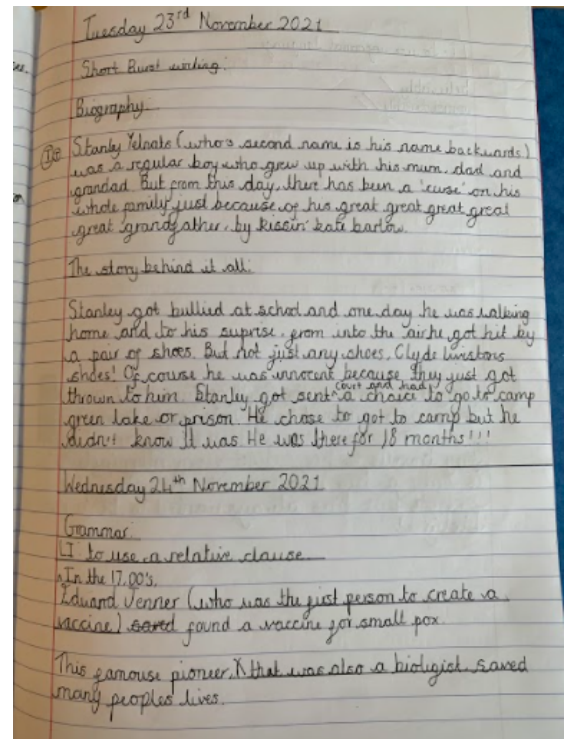 Tuesday 23rd November 2021
Short Burst writing:
Biography:
Stanly Yelnats (who's second name is his name backwards)
was a regular boy who grew up with his mum, dad and
grandad. But from this day, there has been a 'curse' on his
whole family just because of his great great great great
great grandfather, by kissin' kate barlow.
The story behind it all:
Stanley got bullied at school and one day he was walking
home and to his suprise, from into the air he got hit by
a pair of shoes. But not just any shoes, Clyde livistons
shoes! Of course he was innocent because they just got
thrown to him. Stanley got sent court and had a choice to go to camp
green lake or prison. He chose to got to camp but he
didn't know it was. He was there for 18 months!!!
Wednesday 24th November 2021
Grammar:
LI to use a relative clause.
In the 17,00's,
Edward Jenner (who was the fist person to create a
vaccine) saved found a vaccine for small pox.
This famouse pioneer, X that was also a bioligist, saved
many peoples lives.